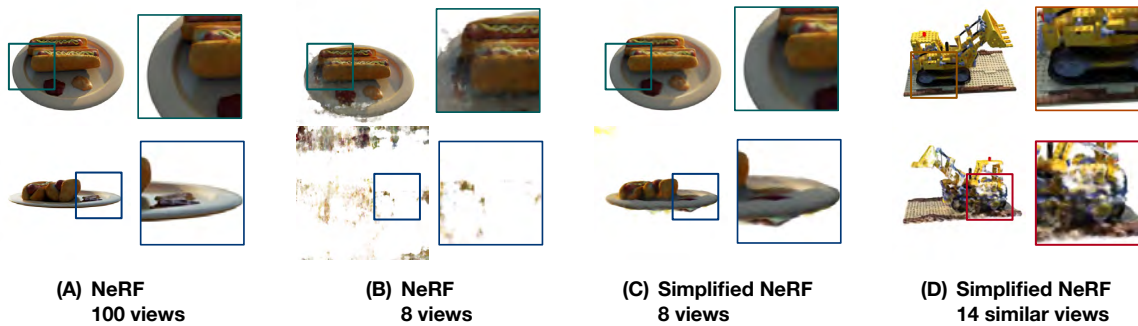 (A) NeRF
100 views
(B) NeRF
8 views
(C) Simplified NeRF
8 views
(D) Simplified NeRF
14 similar views